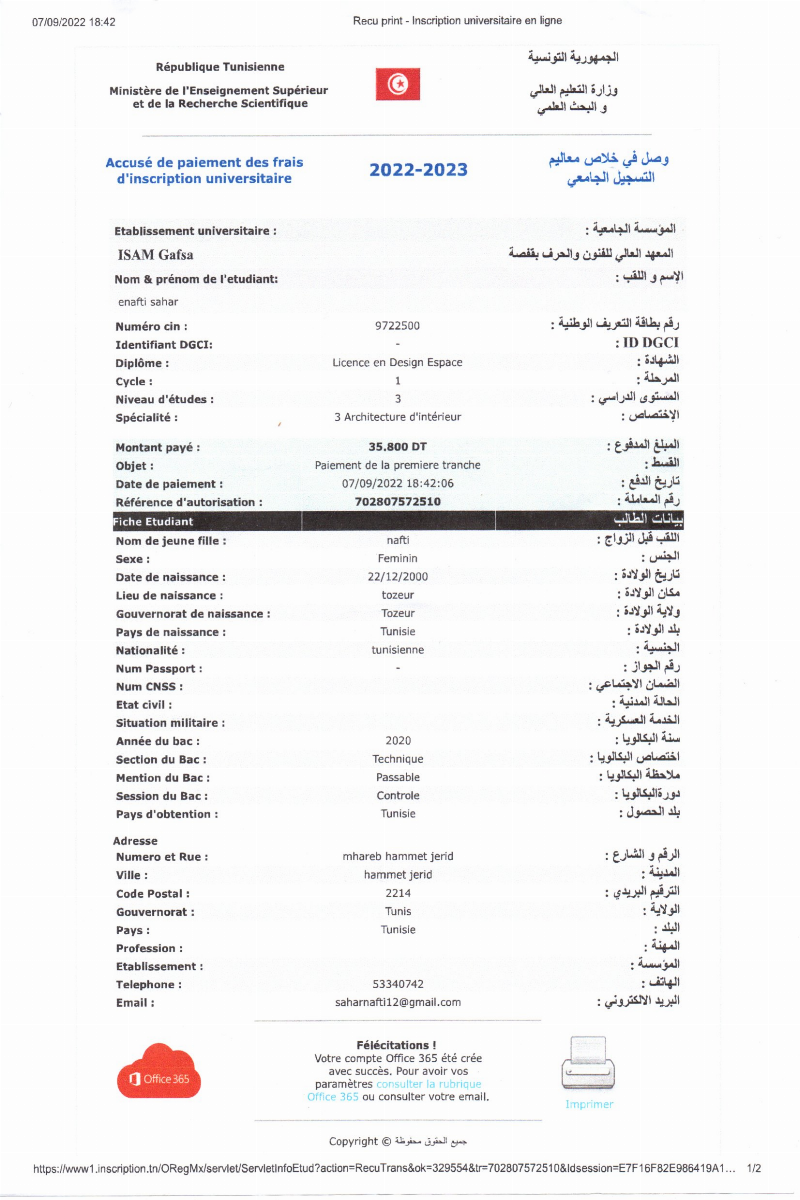 07/09/2022 18:42 Recu print - Inscription universitaire en ligne
République Tunisienne الجمهورية التونسية
Ministère de l'Enseignement Supérieur وزارة التعليم العالي
et de la Recherche Scientifique و البحث العلمي
Accusé de paiement des frais 2022-2023 وصل في خلاص معاليم
d'inscription universitaire التسجيل الجامعي
Etablissement universitaire : المؤسسة الجامعية :
ISAM Gafsa المعهد العالي للفنون والحرف بقفصة
Nom & prénom de l'etudiant: الإسم و اللقب :
enafti sahar
Numéro cin : 9722500 رقم بطاقة التعريف الوطنية :
Identifiant DGCI: - ID DGCI :
Diplôme : Licence en Design Espace الشهادة :
Cycle : 1 المرحلة :
Niveau d'études : 3 المستوى الدراسي :
Spécialité : 3 Architecture d'intérieur الإختصاص :
Montant payé : 35.800 DT المبلغ المدفوع :
Objet : Paiement de la premiere tranche القسط :
Date de paiement : 07/09/2022 18:42:06 تاريخ الدفع :
Référence d'autorisation : 702807572510 رقم المعاملة :
Fiche Etudiant بيانات الطالب
Nom de jeune fille : nafti اللقب قبل الزواج :
Sexe : Feminin الجنس :
Date de naissance : 22/12/2000 تاريخ الولادة :
Lieu de naissance : tozeur مكان الولادة :
Gouvernorat de naissance : Tozeur ولاية الولادة :
Pays de naissance : Tunisie بلد الولادة :
Nationalité : tunisienne الجنسية :
Num Passport : - رقم الجواز :
Num CNSS : الضمان الاجتماعي :
Etat civil : الحالة المدنية :
Situation militaire : الخدمة العسكرية :
Année du bac : 2020 سنة البكالويا :
Section du Bac : Technique اختصاص البكالويا :
Mention du Bac : Passable ملاحظة البكالويا :
Session du Bac : Controle دورةالبكالويا :
Pays d'obtention : Tunisie بلد الحصول :
Adresse
Numero et Rue : mhareb hammet jerid الرقم و الشارع :
Ville : hammet jerid المدينة :
Code Postal : 2214 الترقيم البريدي :
Gouvernorat : Tunis الولاية :
Pays : Tunisie البلد :
Profession : المهنة :
Etablissement : المؤسسة :
Telephone : 53340742 الهاتف :
Email : saharnafti12@gmail.com البريد الالكتروني :
Félécitations !
Votre compte Office 365 été crée
avec succès. Pour avoir vos
paramètres consulter la rubrique
Office 365 ou consulter votre email.
Office 365
Imprimer
Copyright © جميع الحقوق محفوظة
https://www1.inscription.tn/ORegMx/servlet/ServletInfoEtud?action=RecuTrans&ok=329554&tr=702807572510&Idsession=E7F16F82E986419A1... 1/2